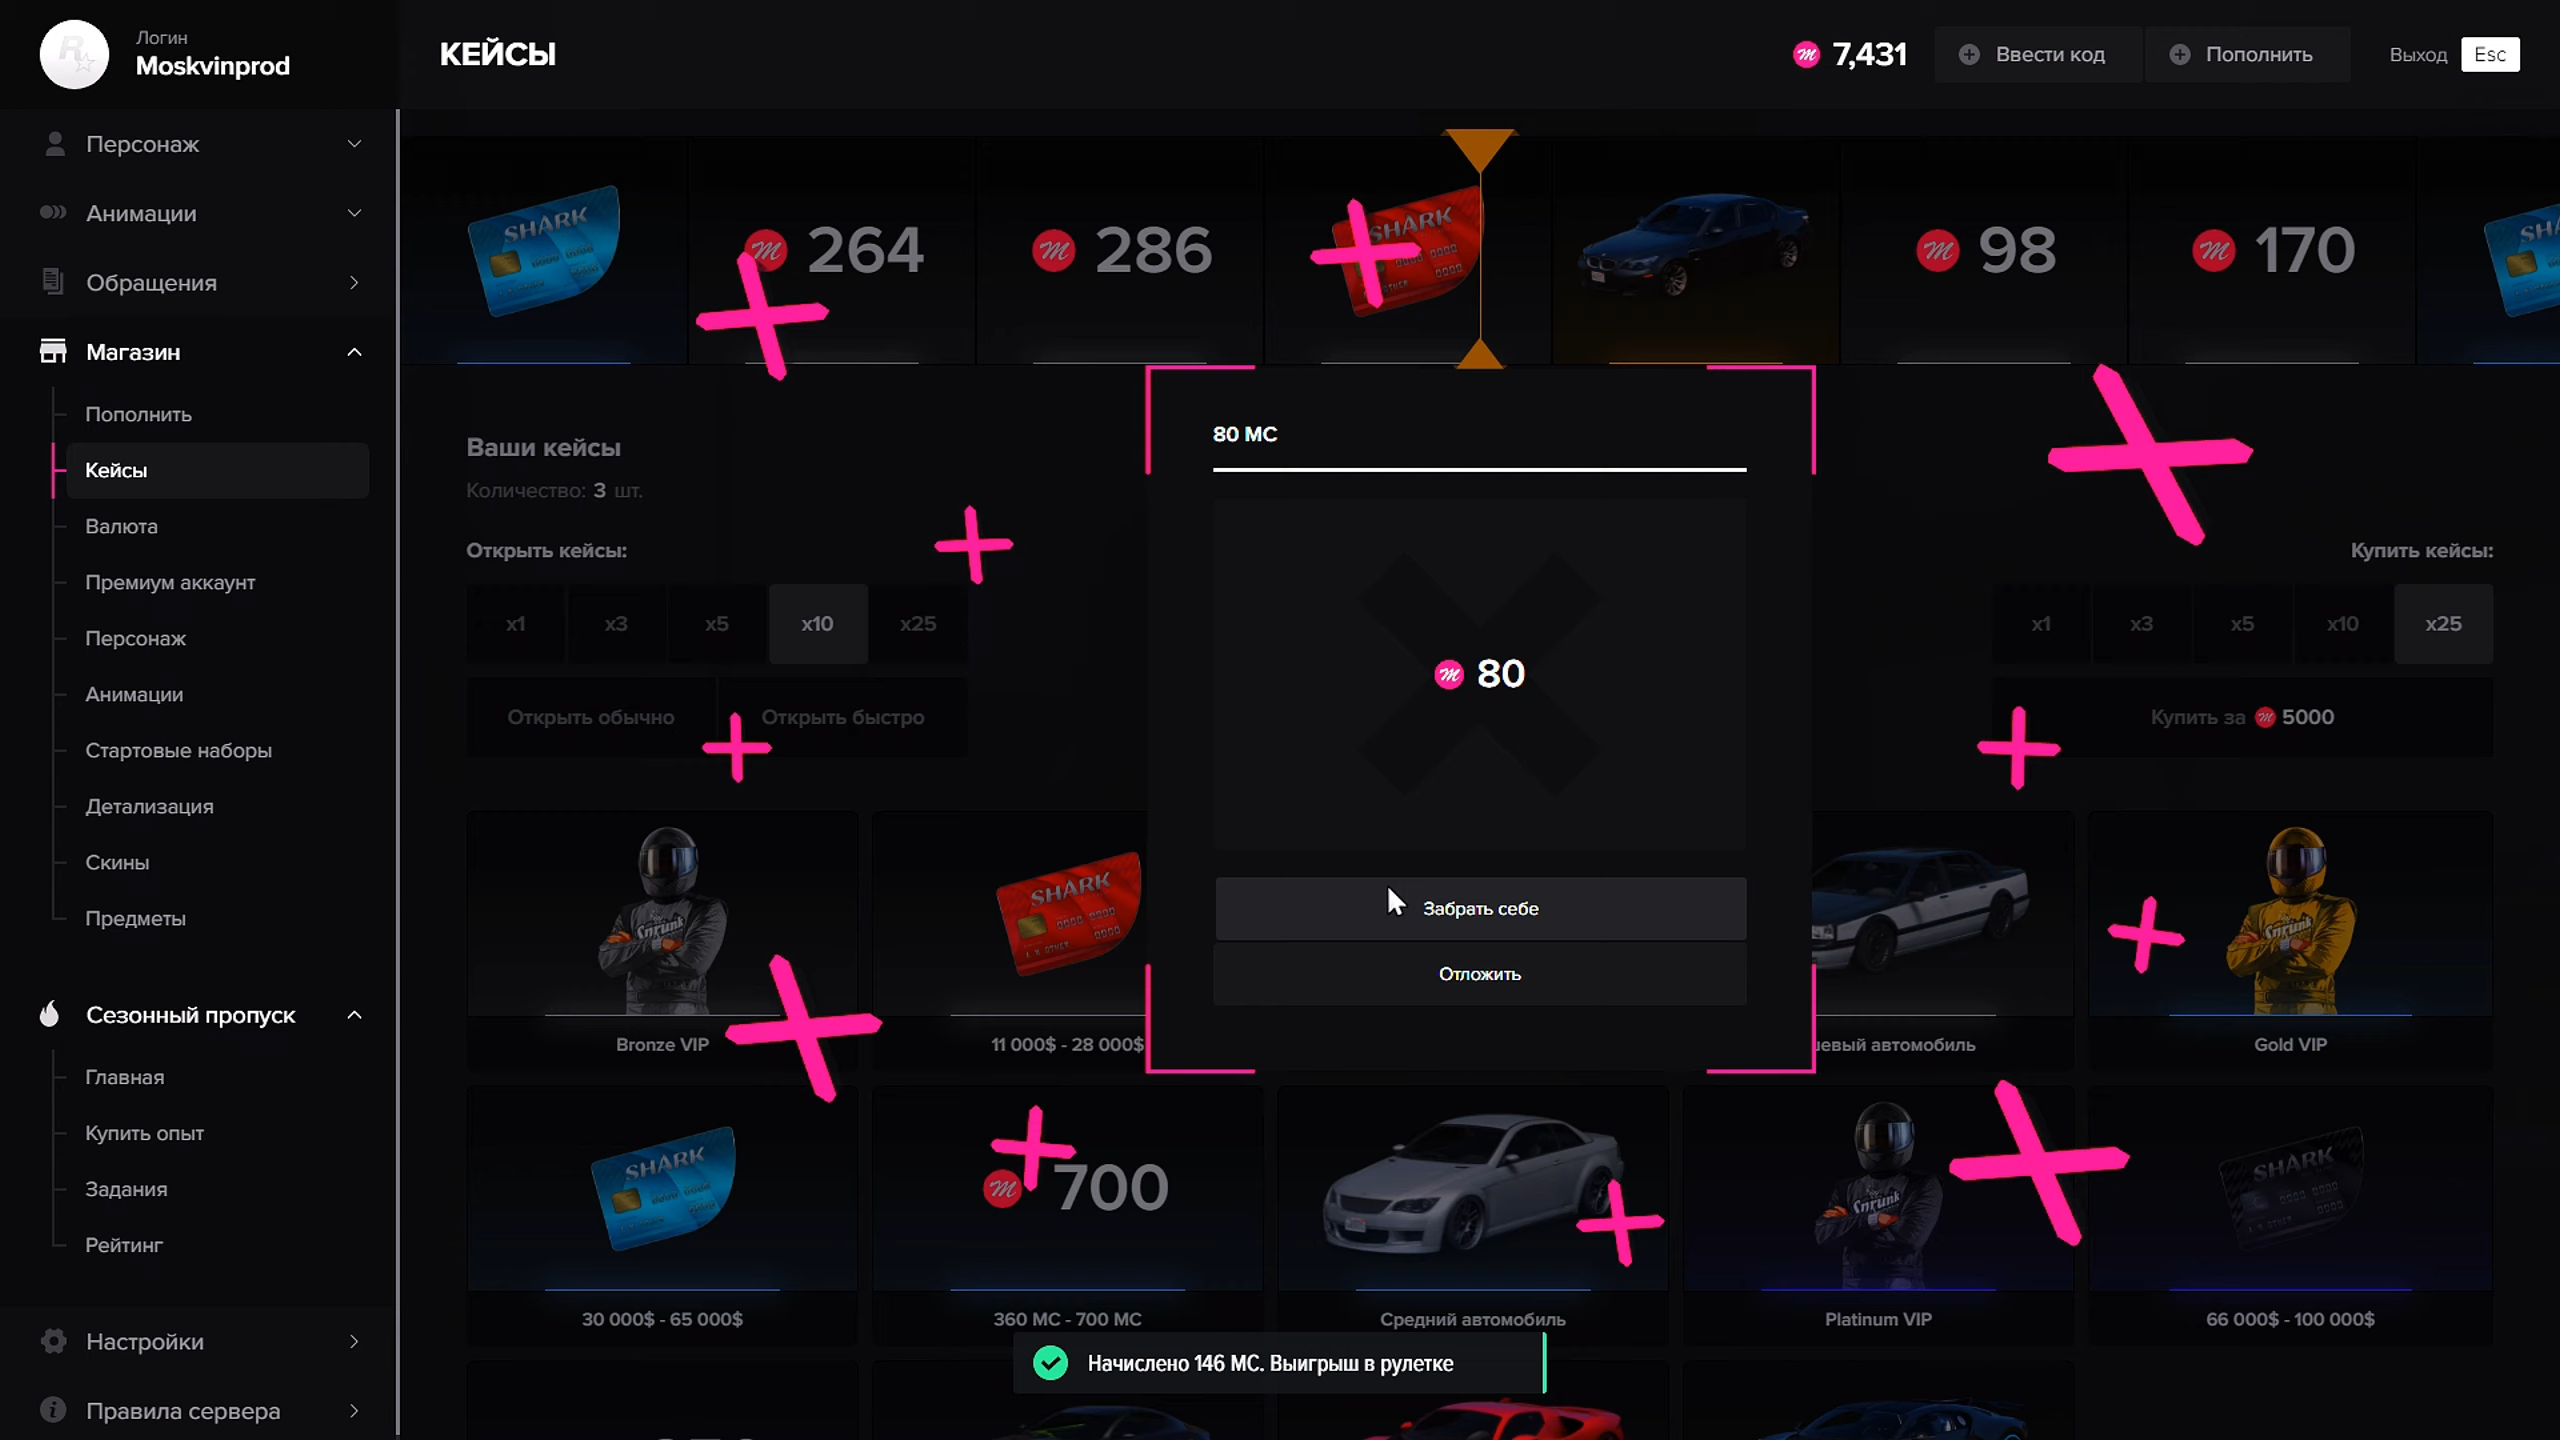 Логин
Moskvinprod
КЕЙСЫ
7,431
Ввести код
Пополнить
Выход
Esc
Персонаж
Анимации
Обращения
Магазин
Пополнить
Кейсы
Валюта
Премиум аккаунт
Персонаж
Анимации
Стартовые наборы
Детализация
Скины
Предметы
Сезонный пропуск
Главная
Купить опыт
Задания
Рейтинг
Настройки
Правила сервера
SHARK
264
286
SHARK
98
170
Ваши кейсы
Количество: 3 шт.
Открыть кейсы:
x1
x3
x5
x10
x25
Открыть обычно
Открыть быстро
80 MC
80
Забрать себе
Отложить
Купить кейсы:
x1
x3
x5
x10
x25
Купить за 5000
Bronze VIP
SHARK
11 000$ - 28 000$
евый автомобиль
Gold VIP
SHARK
30 000$ - 65 000$
700
360 MC - 700 MC
Средний автомобиль
Platinum VIP
SHARK
66 000$ - 100 000$
Начислено 146 MC. Выигрыш в рулетке